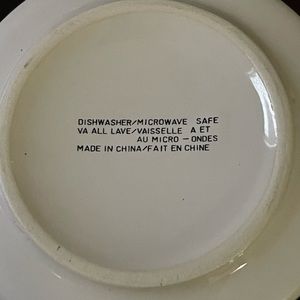 DISHWASHER/MICROWAVE SAFE
VA ALL LAVE/VAISSELLE A ET
AU MICRO — ONDES
MADE IN CHINA/FAIT EN CHINE